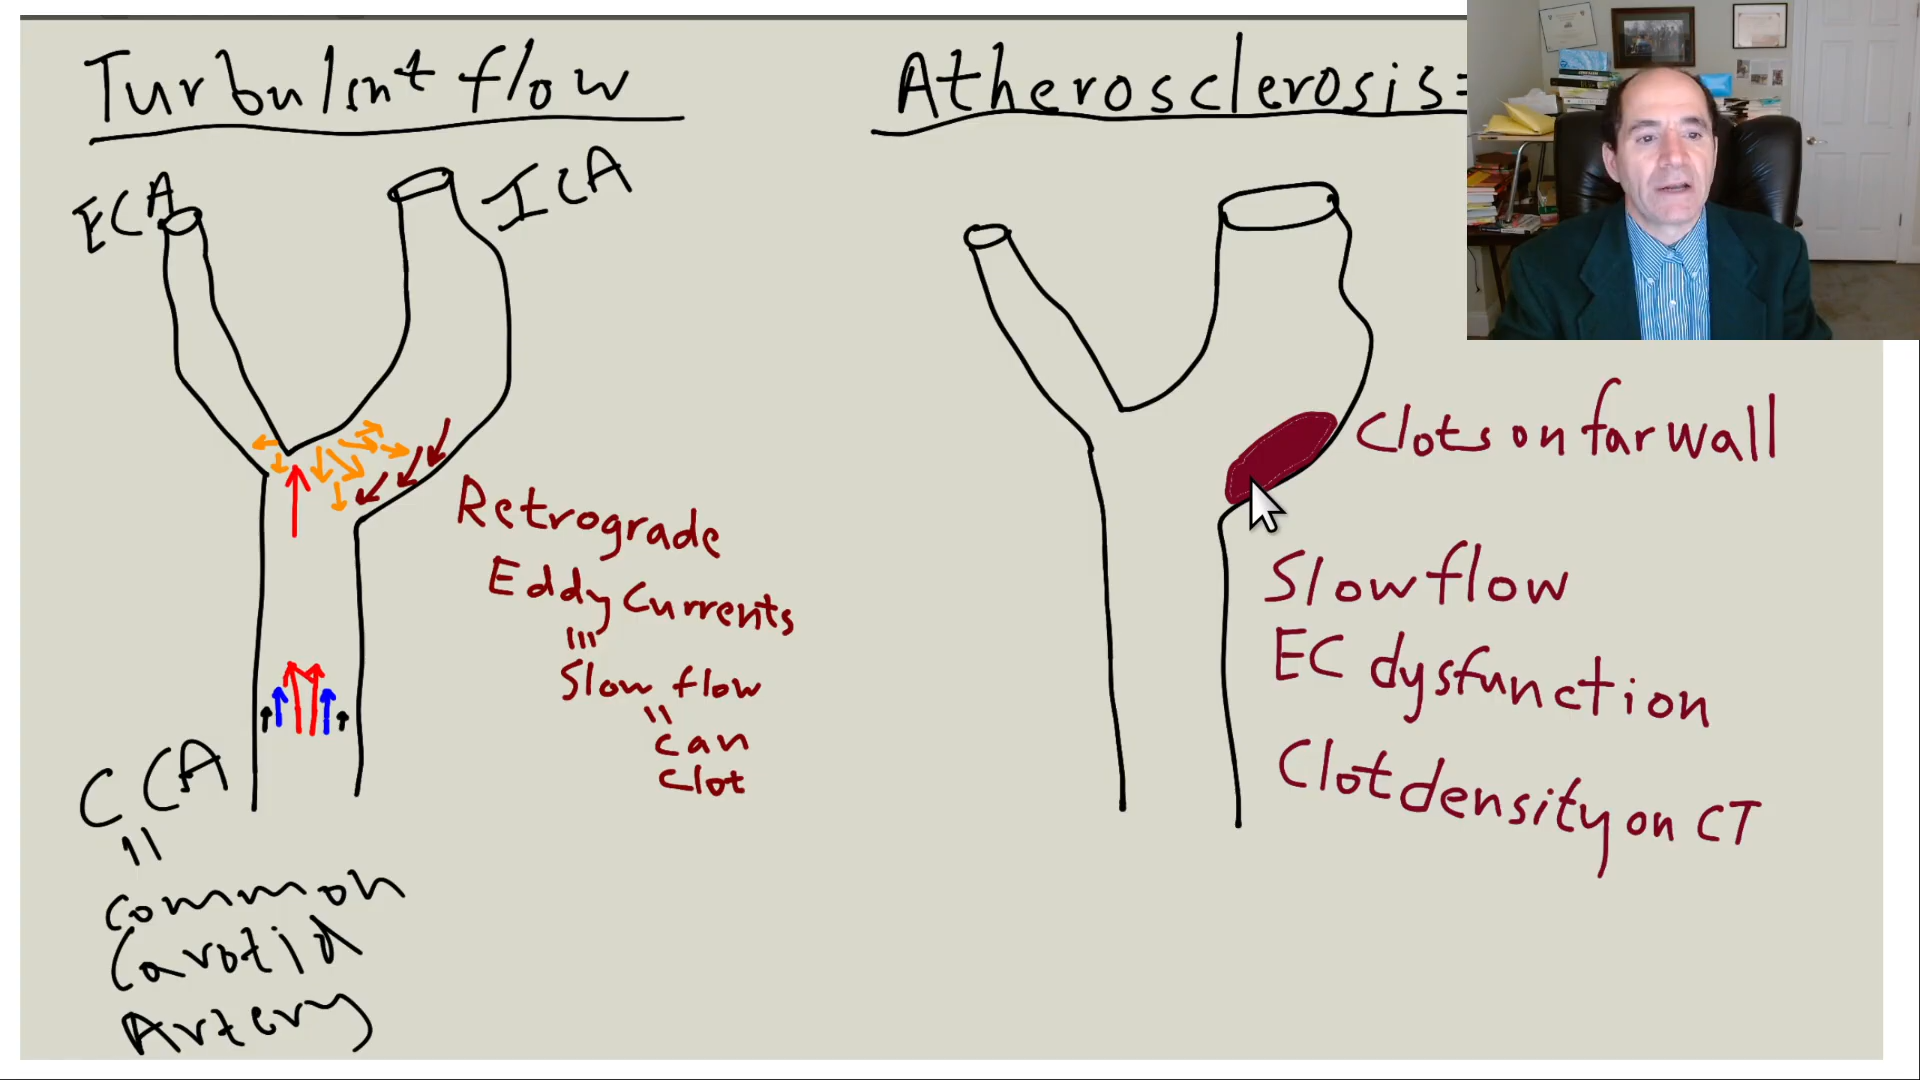 Turbulent flow
ECA
ICA
Retrograde
Eddy Currents
Slow flow
can
clot
CCA
common
Carotid
Artery
Atherosclerosis=
Clots on far wall
Slow flow
EC dysfunction
Clot density on CT